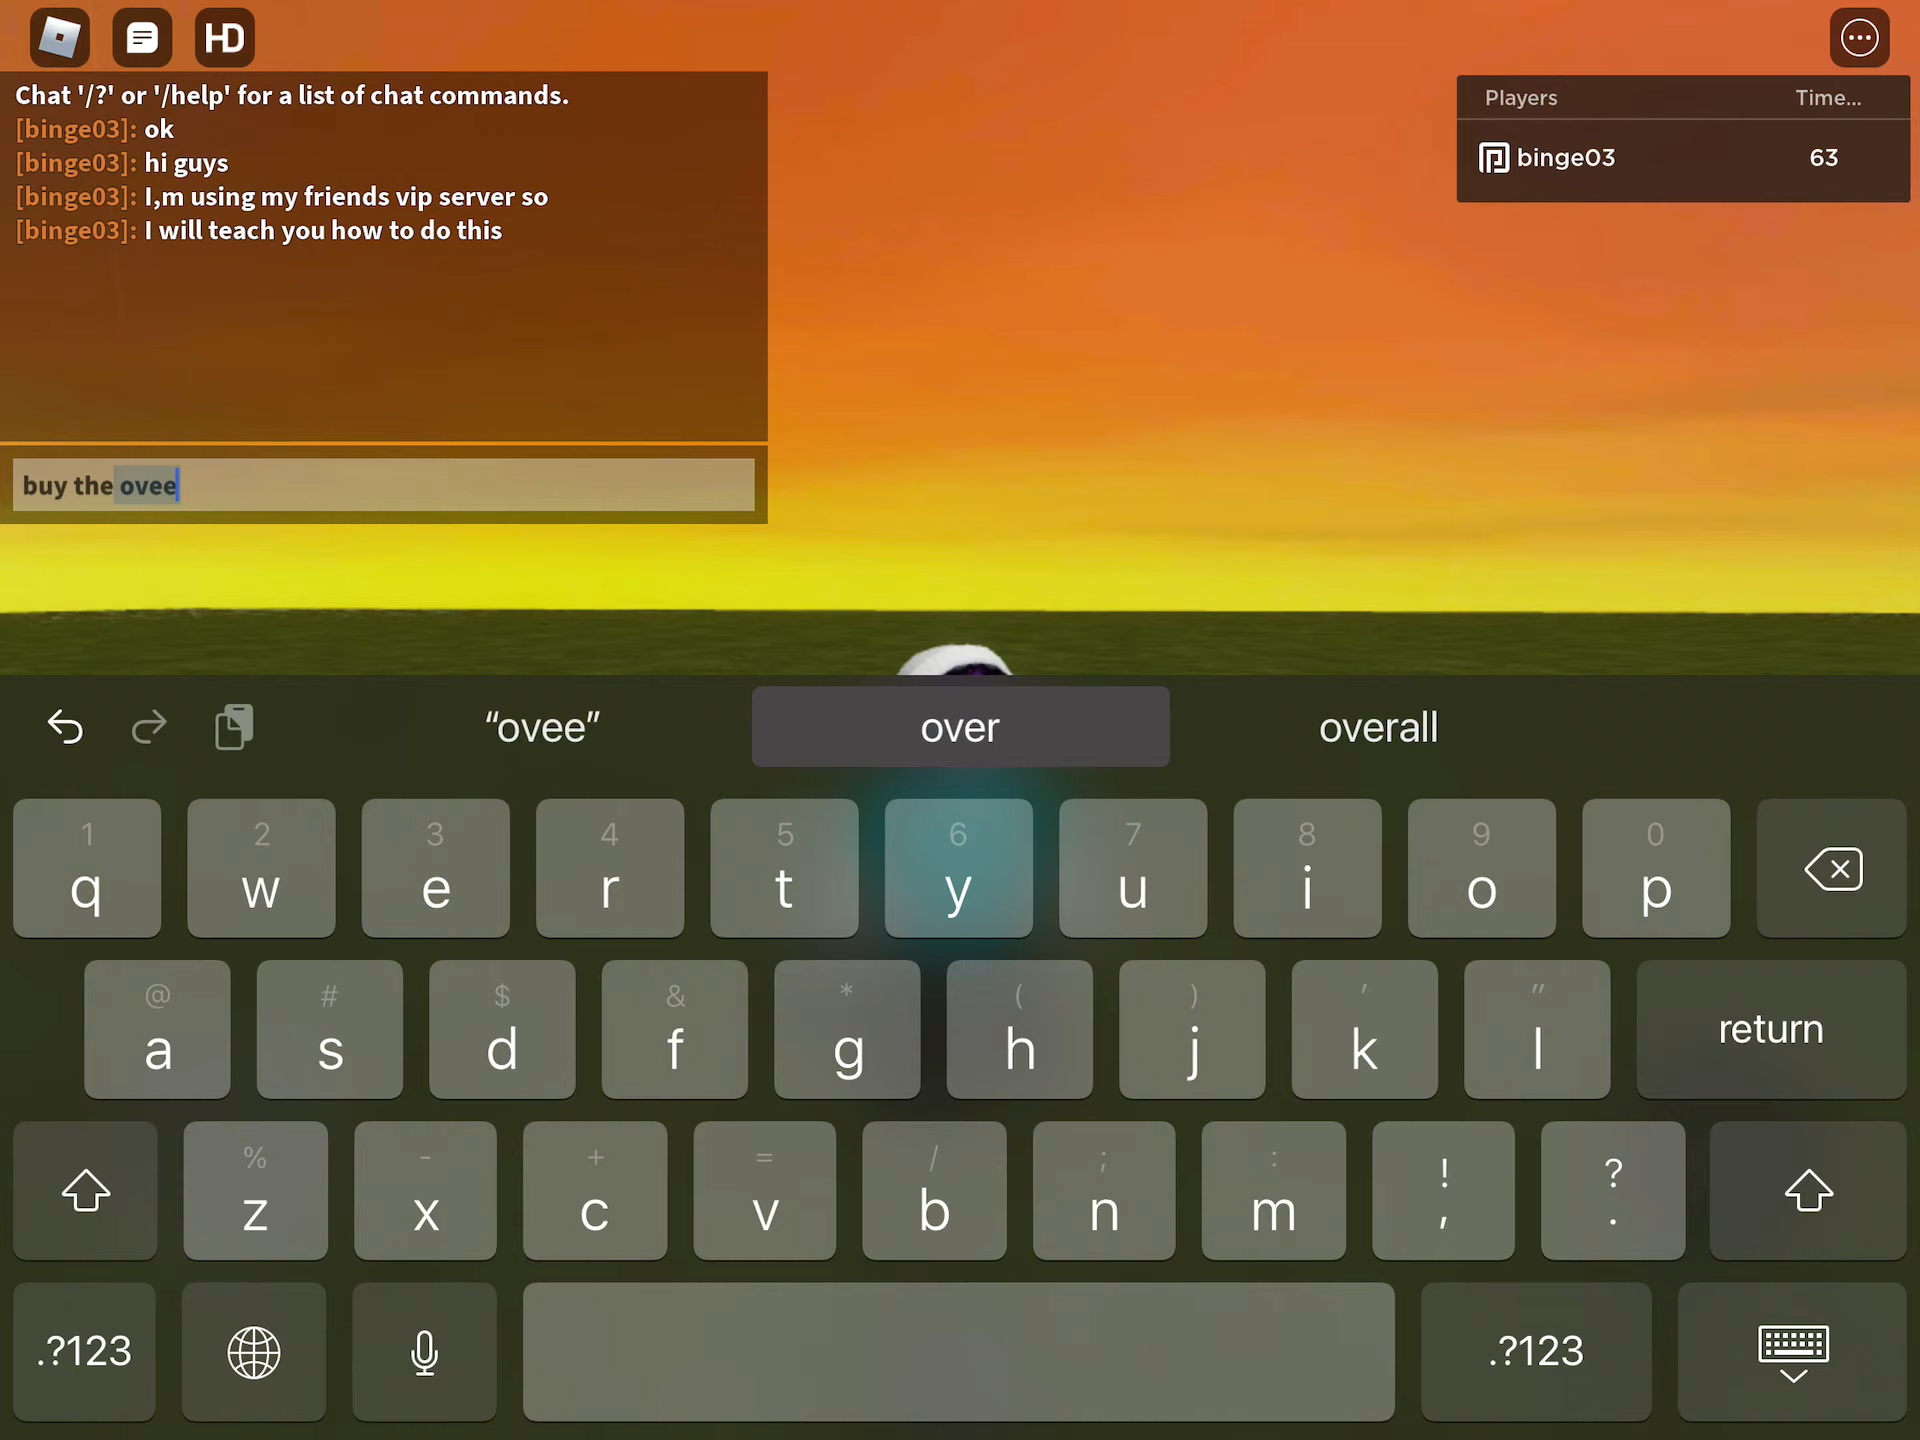 HD
Chat '/?' or '/help' for a list of chat commands.
[binge03]: ok
[binge03]: hi guys
[binge03]: I,m using my friends vip server so
[binge03]: I will teach you how to do this
Players Time...
binge03 63
buy the ovee
“ovee” over overall
1 2 3 4 5 6 7 8 9 0
q w e r t y u i o p
@ # $ & * ( ) ' "
a s d f g h j k l return
% - + = / ; : ! ?
z x c v b n m , .
.?123 .?123